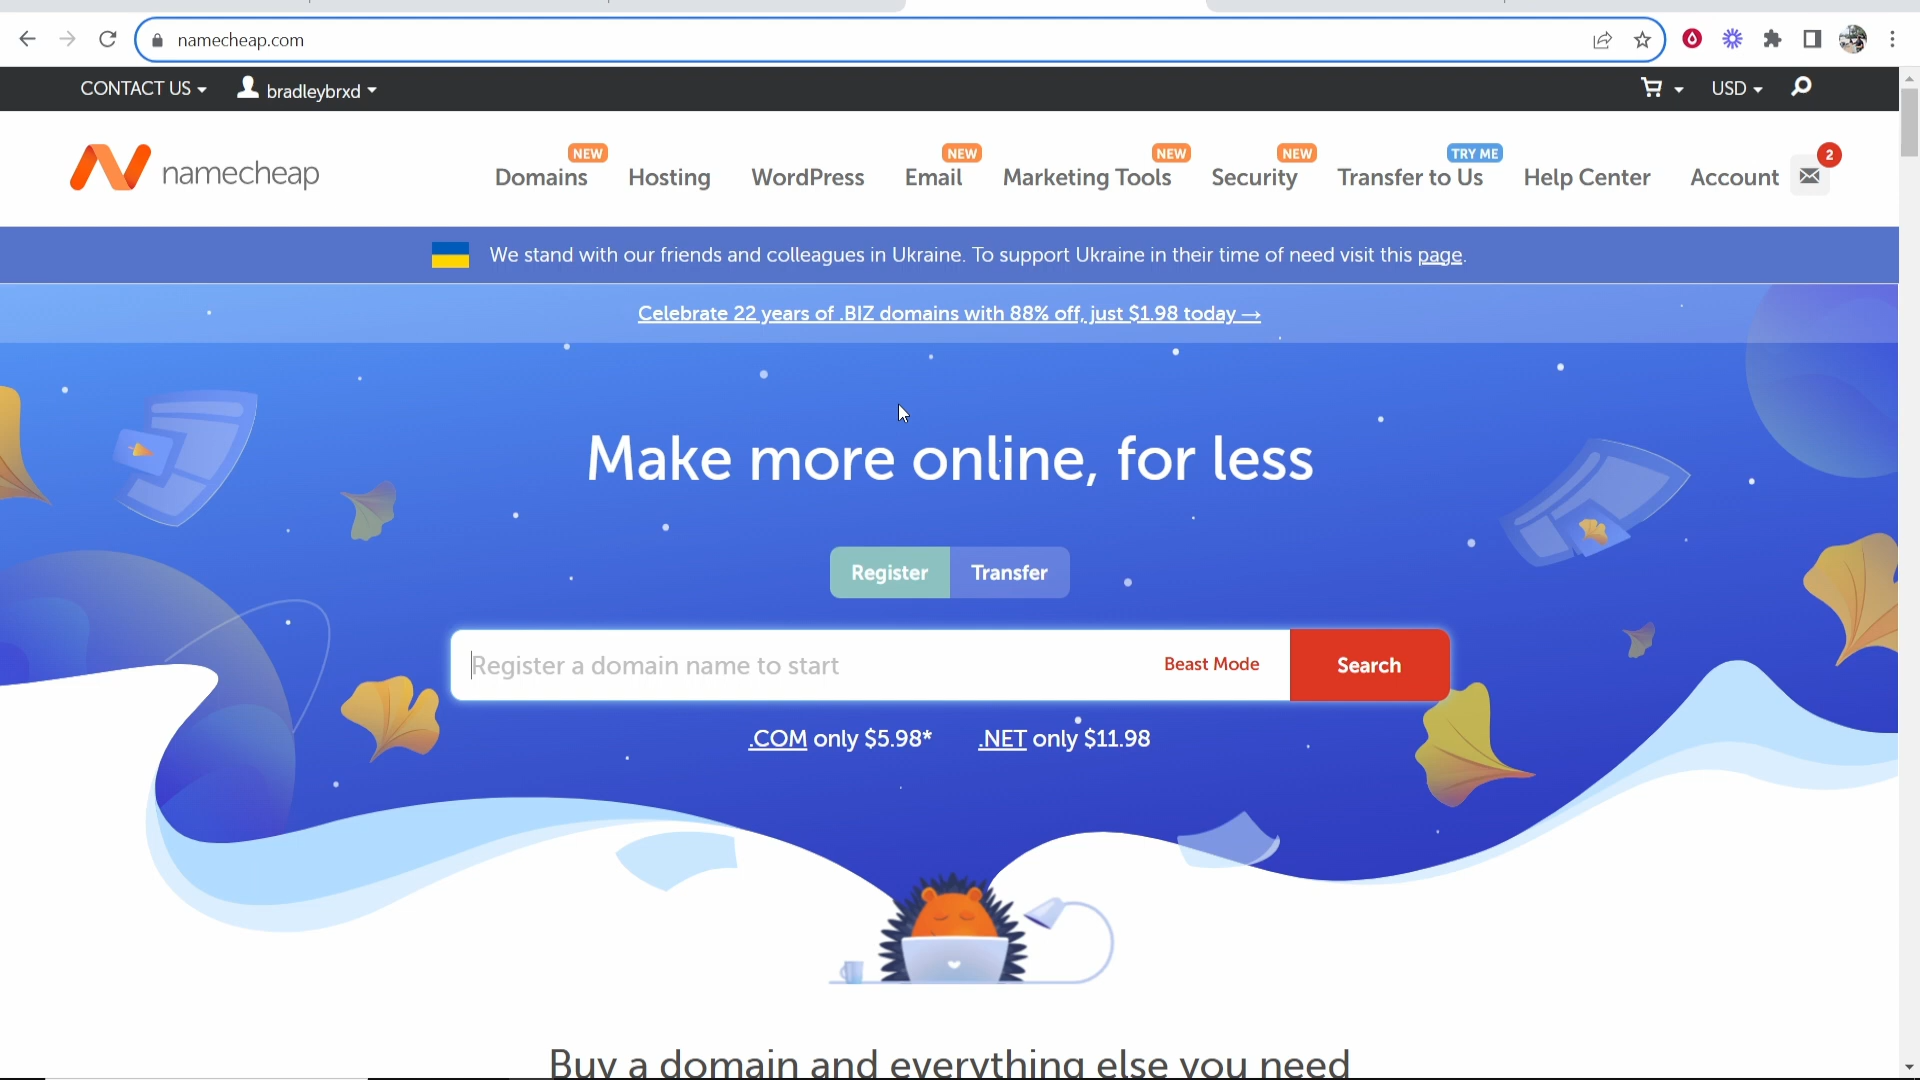 namecheap.com
CONTACT US
bradleybrxd
USD
namecheap
NEW
NEW
NEW
NEW
TRY ME
2
Domains
Hosting
WordPress
Email
Marketing Tools
Security
Transfer to Us
Help Center
Account
We stand with our friends and colleagues in Ukraine. To support Ukraine in their time of need visit this page.
Celebrate 22 years of .BIZ domains with 88% off, just $1.98 today →
Make more online, for less
Register
Transfer
Register a domain name to start
Beast Mode
Search
.COM only $5.98*
.NET only $11.98
Buy a domain and everything else you need